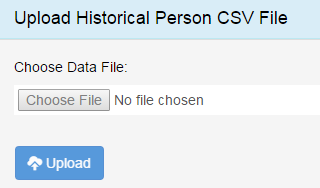 Upload Historical Person CSV File
Choose Data File:
Choose File No file chosen
Upload